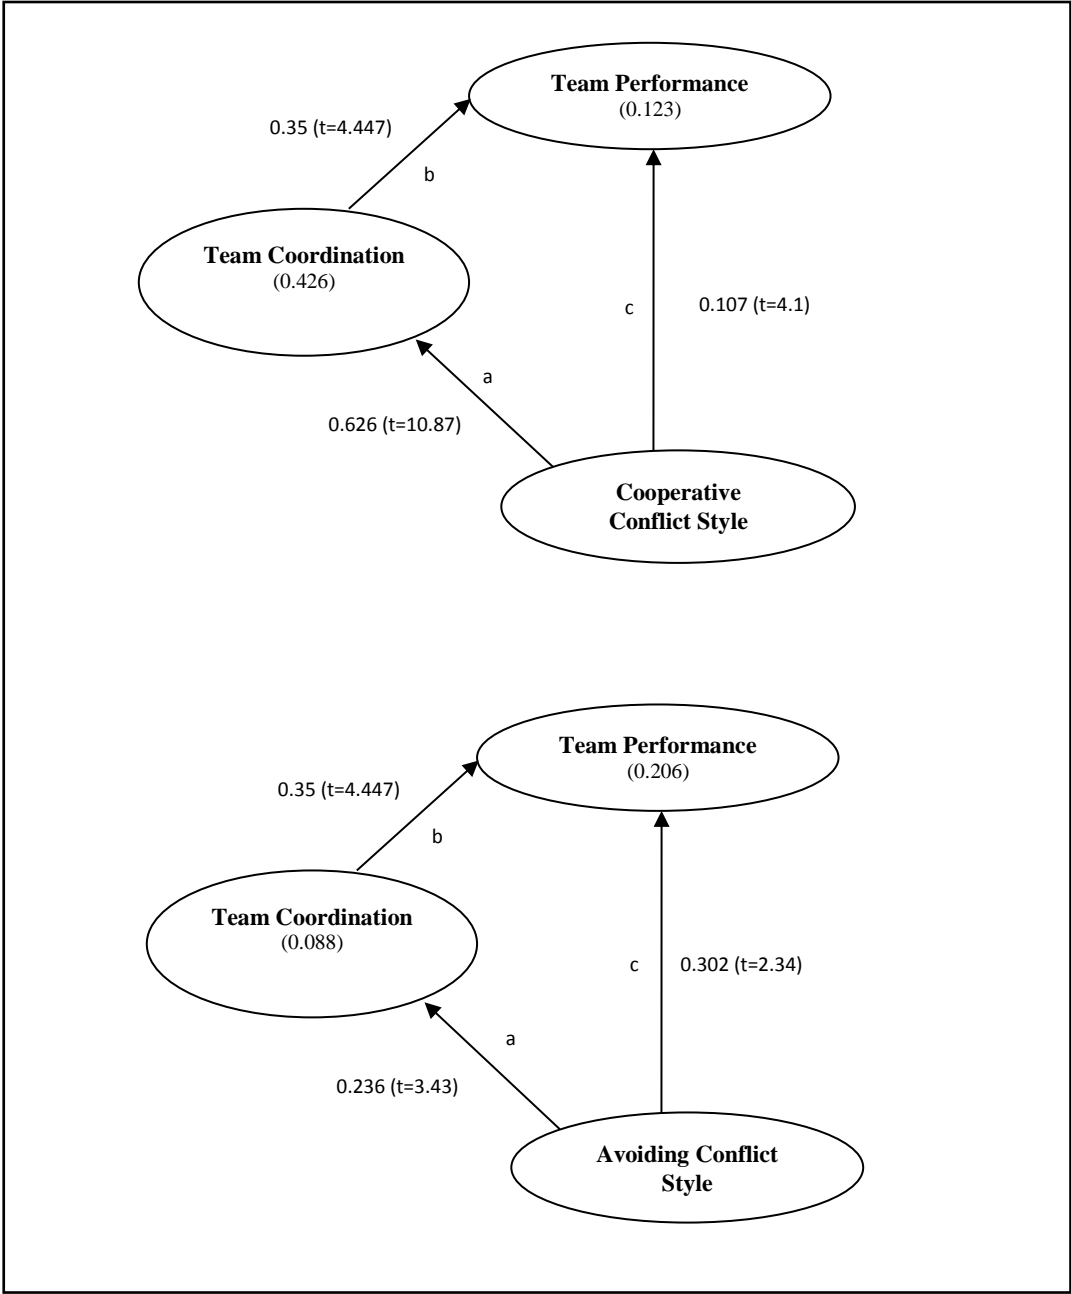 Team Performance
(0.123)
0.35 (t=4.447)
b
Team Coordination
(0.426)
c
0.107 (t=4.1)
a
0.626 (t=10.87)
Cooperative
Conflict Style
Team Performance
(0.206)
0.35 (t=4.447)
b
Team Coordination
(0.088)
c
0.302 (t=2.34)
a
0.236 (t=3.43)
Avoiding Conflict
Style